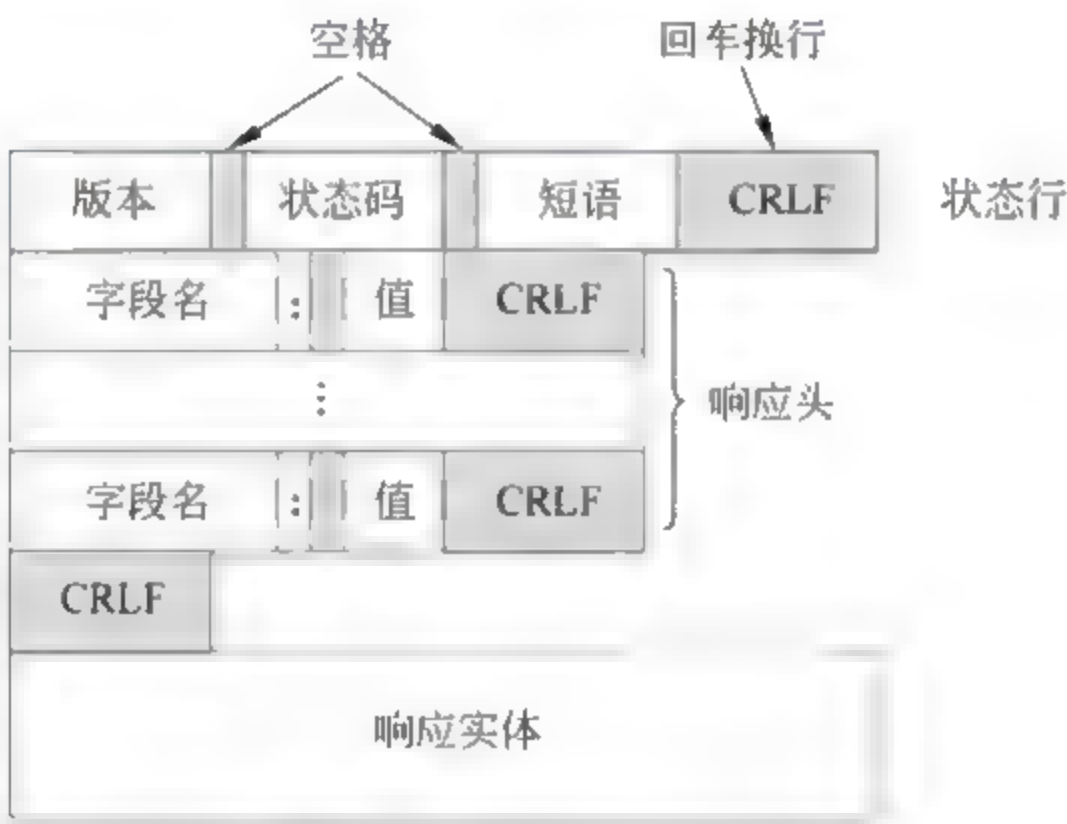 空格 回车换行
版本 状态码 短语 CRLF 状态行
字段名 : 值 CRLF
⋮ 响应头
字段名 : 值 CRLF
CRLF
响应实体